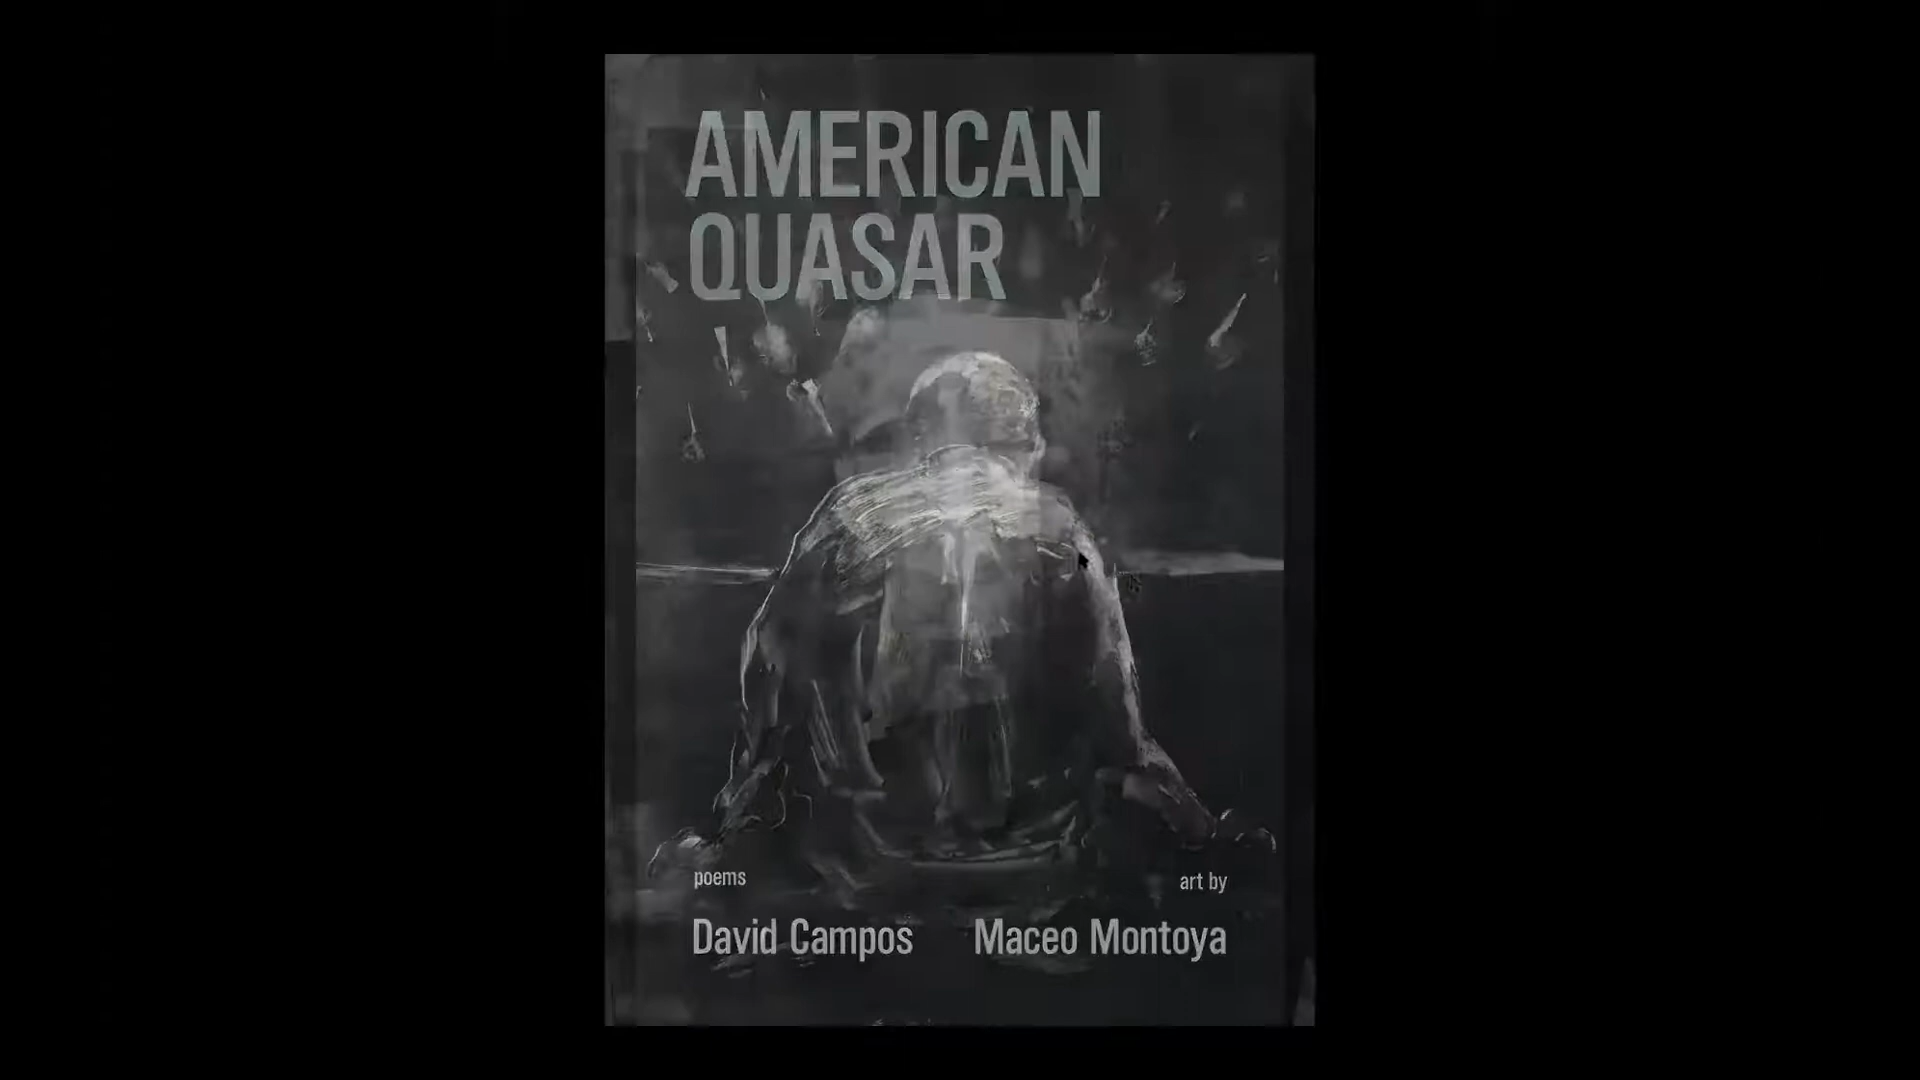 AMERICAN
QUASAR
poems
art by
David Campos
Maceo Montoya